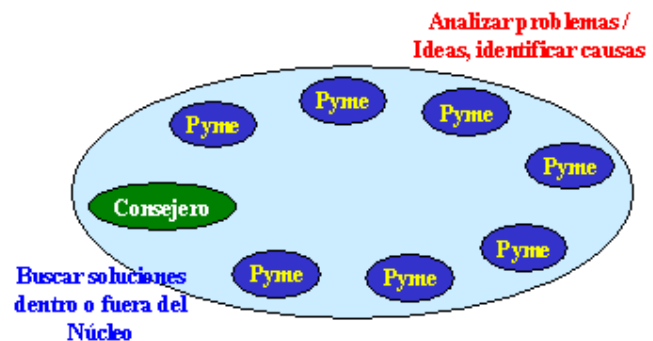 Analizar problemas /
Ideas, identificar causas
Pyme
Pyme
Pyme
Pyme
Consejero
Pyme
Pyme
Pyme
Buscar soluciones
dentro o fuera del
Núcleo